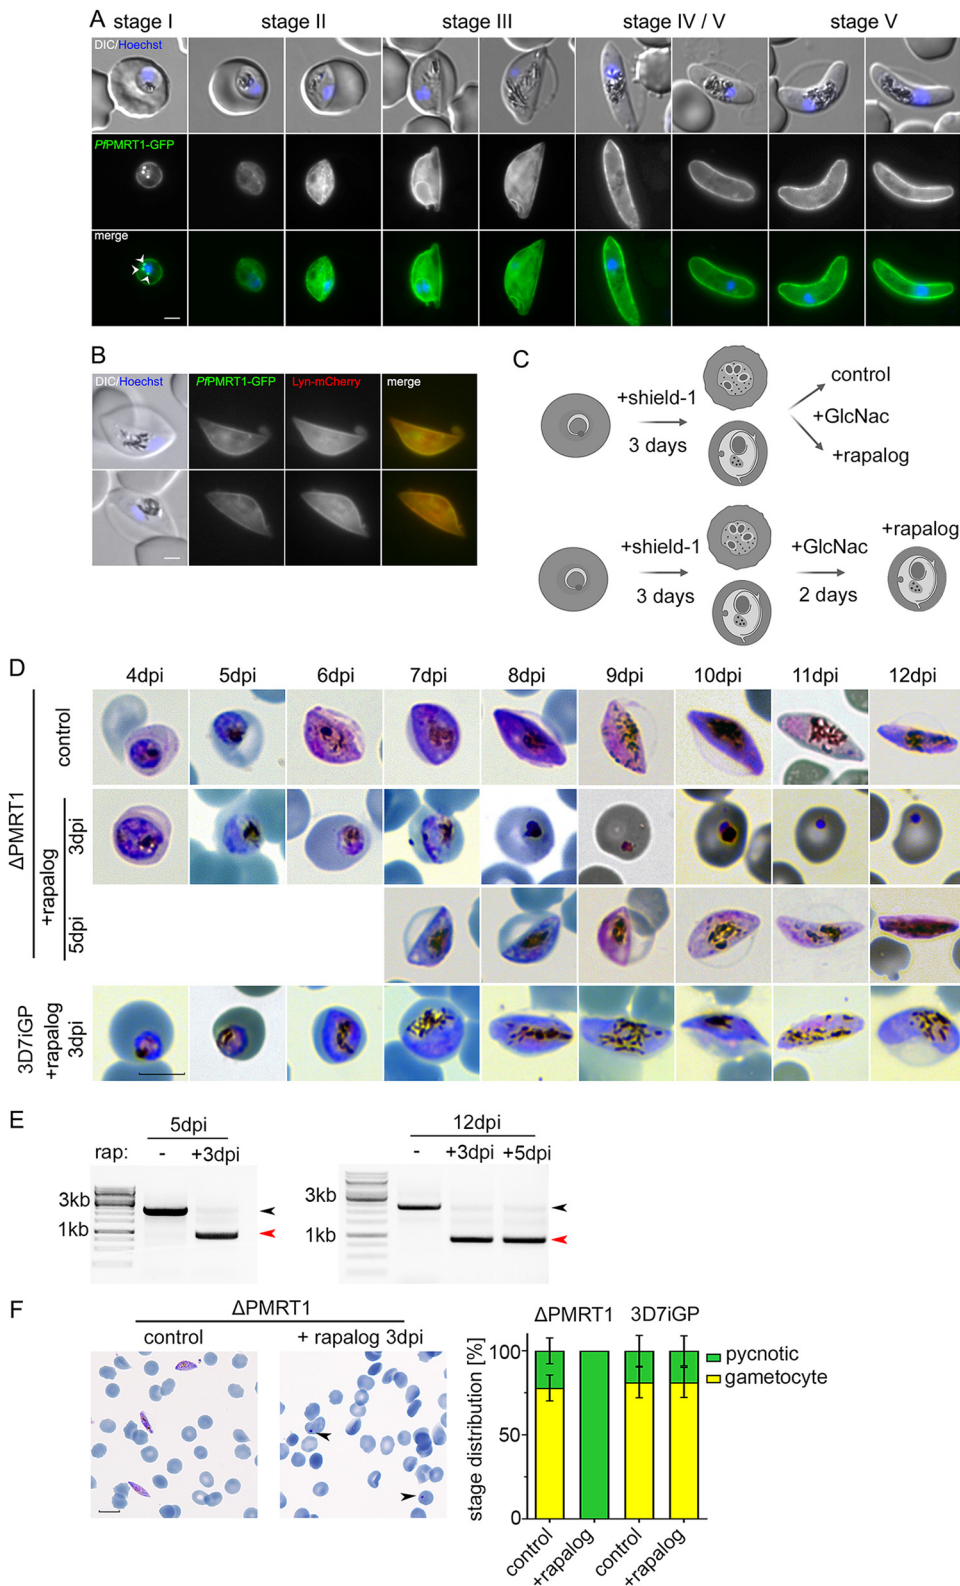 A
stage I
stage II
stage III
stage IV / V
stage V
DIC/Hoechst
PfPMRT1-GFP
merge
B
DIC/Hoechst
PfPMRT1-GFP
Lyn-mCherry
merge
C
+shield-1
3 days
control
+GlcNac
+rapalog
+shield-1
3 days
+GlcNac
2 days
+rapalog
D
4dpi
5dpi
6dpi
7dpi
8dpi
9dpi
10dpi
11dpi
12dpi
ΔPMRT1
control
+rapalog
3dpi
5dpi
3D7iGP
+rapalog
3dpi
E
5dpi
rap:
-
+3dpi
3kb
1kb
12dpi
-
+3dpi
+5dpi
3kb
1kb
F
ΔPMRT1
control
+ rapalog 3dpi
ΔPMRT1
3D7iGP
stage distribution [%]
100
50
0
pycnotic
gametocyte
control
+rapalog
control
+rapalog